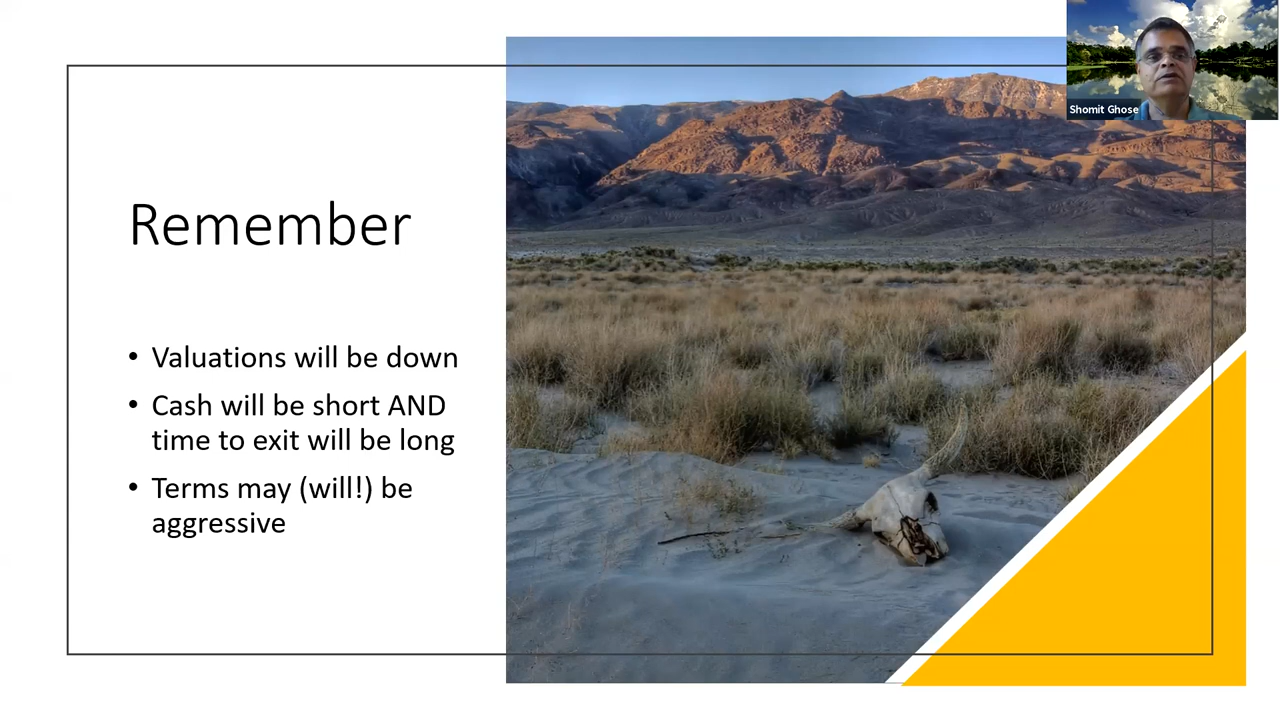 Shomit Ghose
Remember
• Valuations will be down
• Cash will be short AND
time to exit will be long
• Terms may (will!) be
aggressive